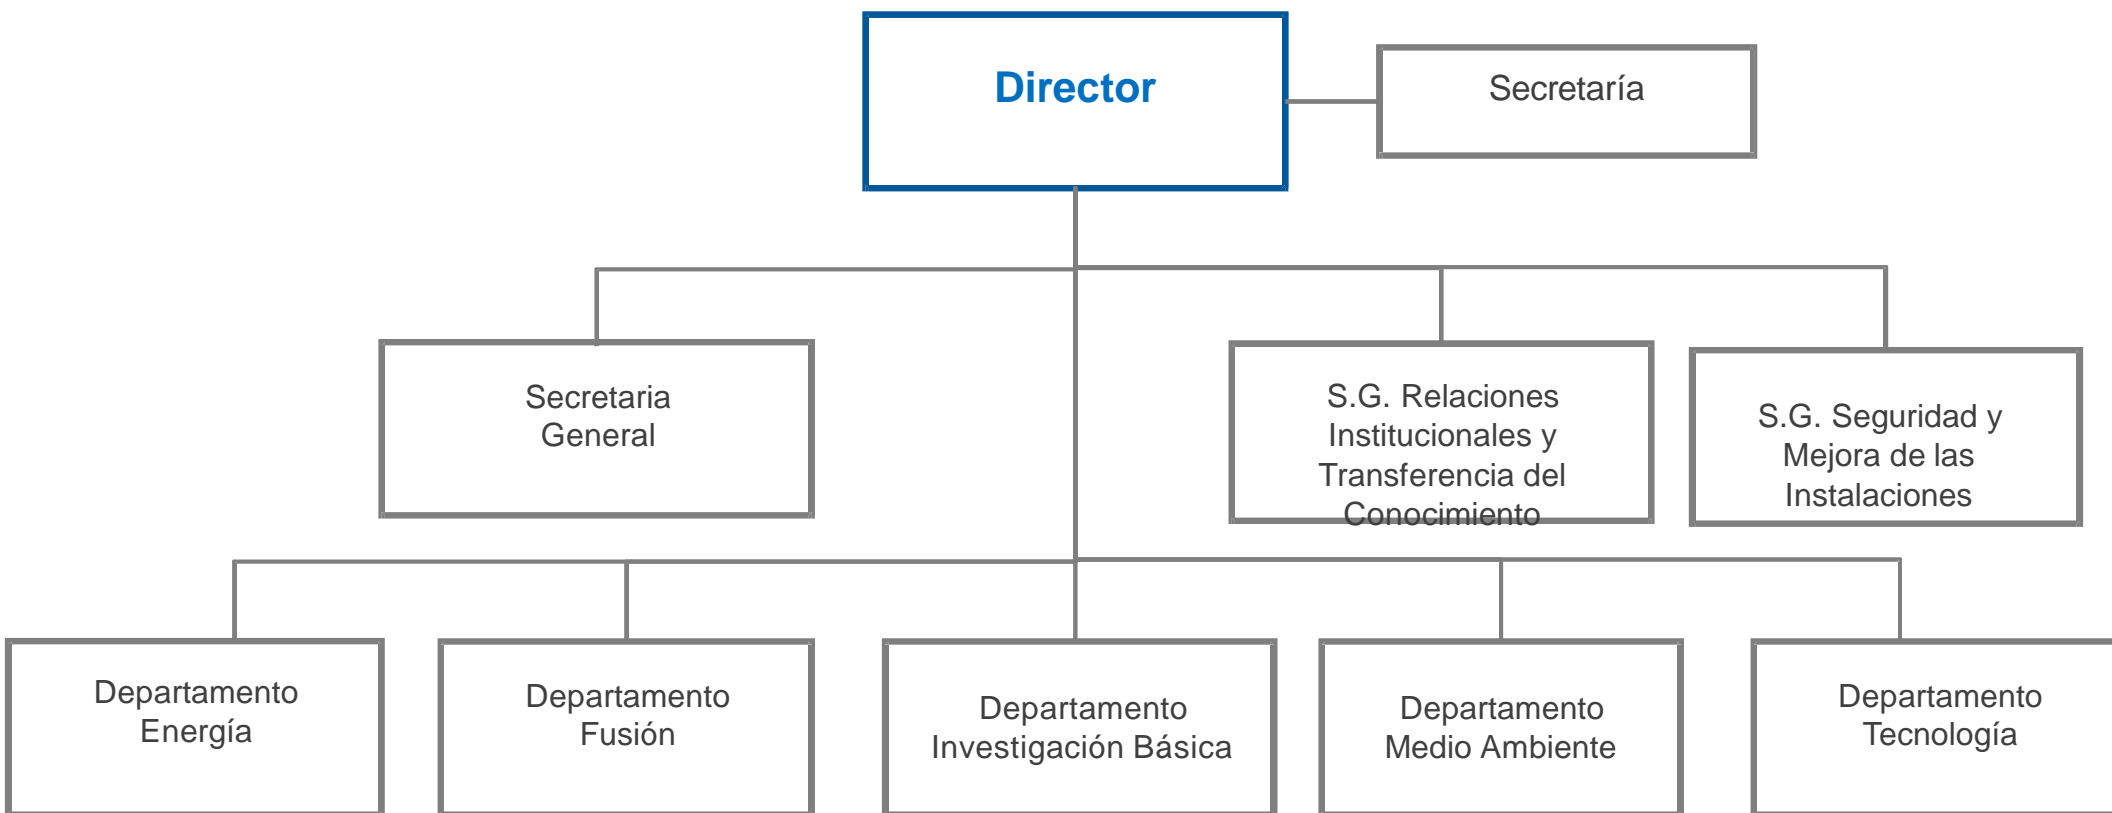 Director
Secretaría
Secretaria
General
S.G. Relaciones
Institucionales y
Transferencia del
Conocimiento
S.G. Seguridad y
Mejora de las
Instalaciones
Departamento
Energía
Departamento
Fusión
Departamento
Investigación Básica
Departamento
Medio Ambiente
Departamento
Tecnología